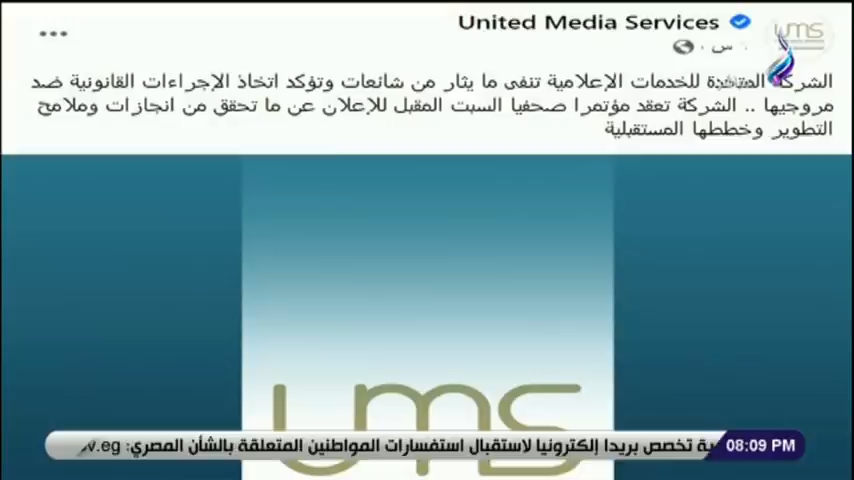 United Media Services
الشركة المتحدة للخدمات الإعلامية تنفى ما يثار من شائعات وتؤكد اتخاذ الإجراءات القانونية ضد
مروجيها .. الشركة تعقد مؤتمرا صحفيا السبت المقبل للإعلان عن ما تحقق من انجازات وملامح
التطوير وخططها المستقبلية
ums
ums
08:09 PM
تخصص بريدا إلكترونيا لاستقبال استفسارات المواطنين المتعلقة بالشأن المصري: